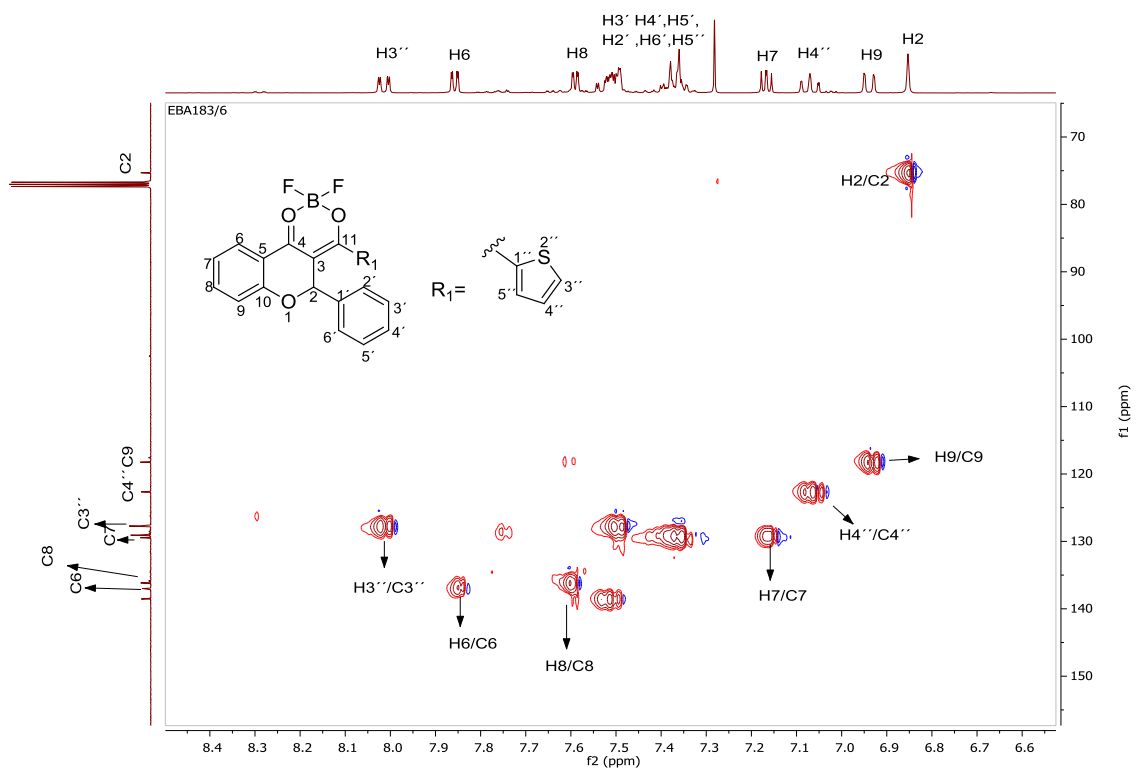 H3´ H4´,H5´,
H3´´ H6 H8 H2´ ,H6´,H5´´ H7 H4´´ H9 H2
EBA183/6
C2
C9
C4´´
C3´´
C7
C8
C6
H2/C2
F F
B
O O
6 5 4 11
R1
7 3
8 2 2´
9 10 O 1´ 3´
1 6´ 4´
5´
R1=
2´´
S
1´´
3´´
5´´
4´´
H9/C9
H4´´/C4´´
H3´´/C3´´
H7/C7
H6/C6
H8/C8
70
80
90
100
110
120
130
140
150
f1 (ppm)
8.4 8.3 8.2 8.1 8.0 7.9 7.8 7.7 7.6 7.5 7.4 7.3 7.2 7.1 7.0 6.9 6.8 6.7 6.6
f2 (ppm)